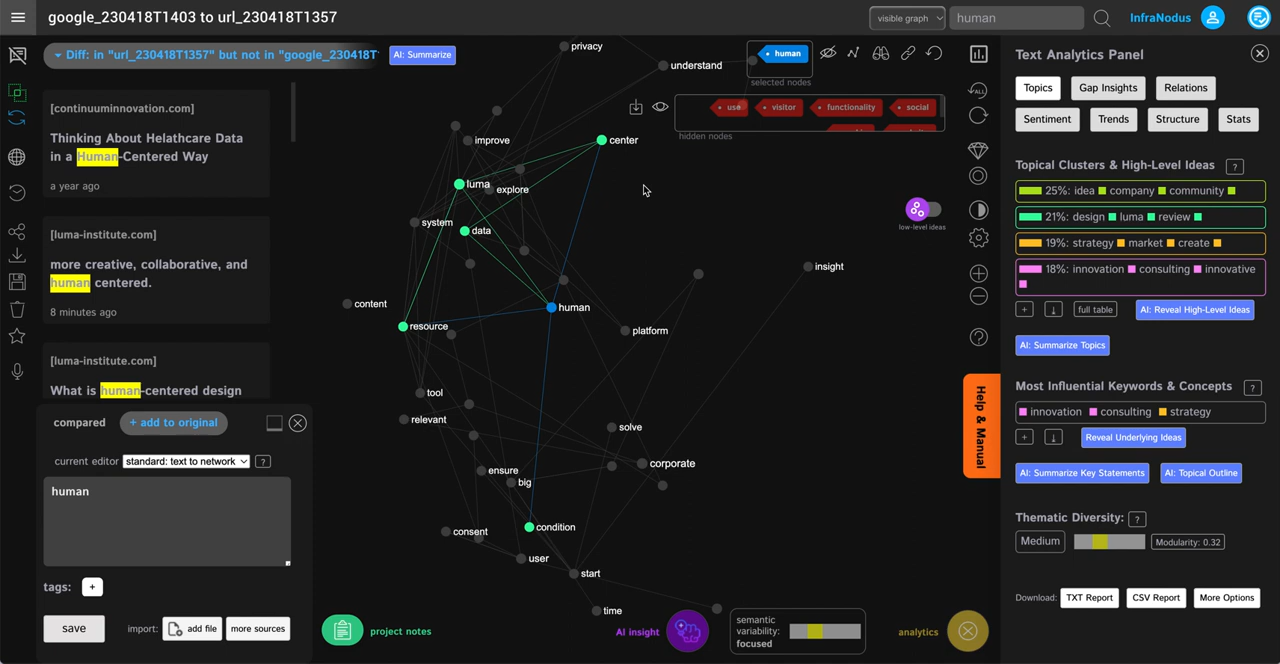 google_230418T1403 to url_230418T1357
visible graph
human
InfraNodus
Diff: in "url_230418T1357" but not in "google_230418T
AI: Summarize
[continuuminnovation.com]
Thinking About Helathcare Data
in a Human-Centered Way
a year ago
[luma-institute.com]
more creative, collaborative, and
human centered.
8 minutes ago
[luma-institute.com]
What is human-centered design
compared
+ add to original
current editor
standard: text to network
?
human
tags:
+
save
import:
add file
more sources
privacy
understand
human
selected nodes
use
visitor
functionality
social
hidden nodes
improve
center
luma
explore
system
data
low-level ideas
insight
content
human
resource
platform
tool
relevant
solve
ensure
corporate
big
consent
condition
user
start
time
project notes
AI insight
semantic
variability:
focused
analytics
ALL
Help & Manual
Text Analytics Panel
Topics
Gap Insights
Relations
Sentiment
Trends
Structure
Stats
Topical Clusters & High-Level Ideas
?
25%: idea company community
21%: design luma review
19%: strategy market create
18%: innovation consulting innovative
+
↓
full table
AI: Reveal High-Level Ideas
AI: Summarize Topics
Most Influential Keywords & Concepts
?
innovation consulting strategy
+
↓
Reveal Underlying Ideas
AI: Summarize Key Statements
AI: Topical Outline
Thematic Diversity:
?
Medium
Modularity: 0.32
Download:
TXT Report
CSV Report
More Options